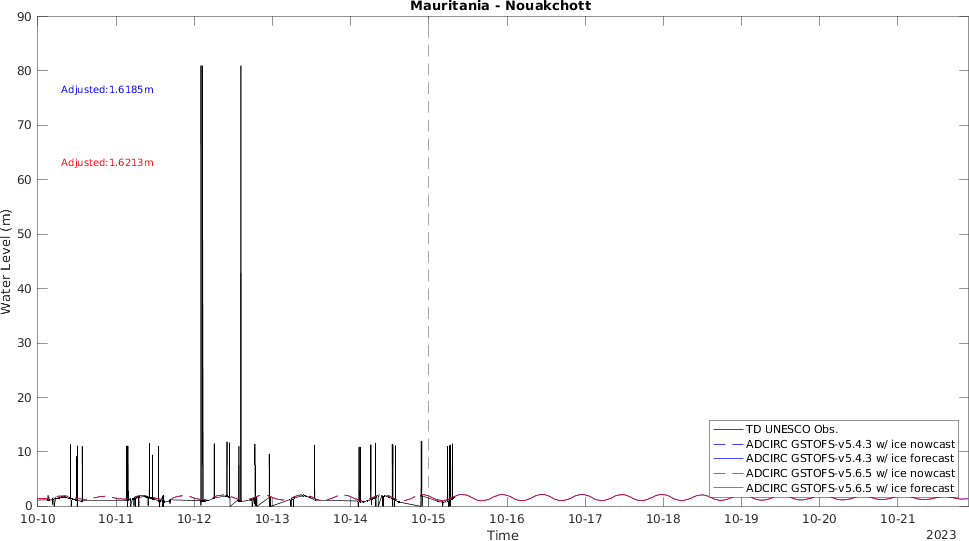 Mauritania - Nouakchott
90
80
70
60
50
40
30
20
10
0
Water Level (m)
Adjusted:1.6185m
Adjusted:1.6213m
TD UNESCO Obs.
ADCIRC GSTOFS-v5.4.3 w/ ice nowcast
ADCIRC GSTOFS-v5.4.3 w/ ice forecast
ADCIRC GSTOFS-v5.6.5 w/ ice nowcast
ADCIRC GSTOFS-v5.6.5 w/ ice forecast
10-10 10-11 10-12 10-13 10-14 10-15 10-16 10-17 10-18 10-19 10-20 10-21
Time
2023